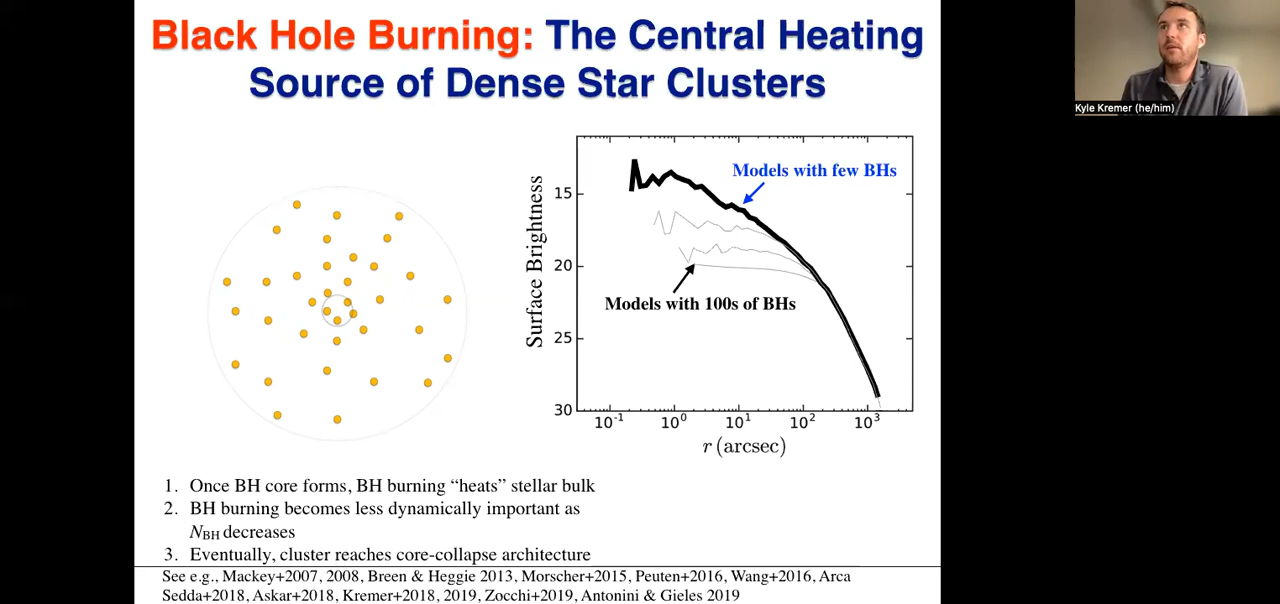 Black Hole Burning: The Central Heating
Source of Dense Star Clusters
Kyle Kremer (he/him)
Surface Brightness
15
20
25
30
Models with few BHs
Models with 100s of BHs
10⁻¹ 10⁰ 10¹ 10² 10³
r (arcsec)
1. Once BH core forms, BH burning “heats” stellar bulk
2. BH burning becomes less dynamically important as
NBH decreases
3. Eventually, cluster reaches core-collapse architecture
See e.g., Mackey+2007, 2008, Breen & Heggie 2013, Morscher+2015, Peuten+2016, Wang+2016, Arca
Sedda+2018, Askar+2018, Kremer+2018, 2019, Zocchi+2019, Antonini & Gieles 2019